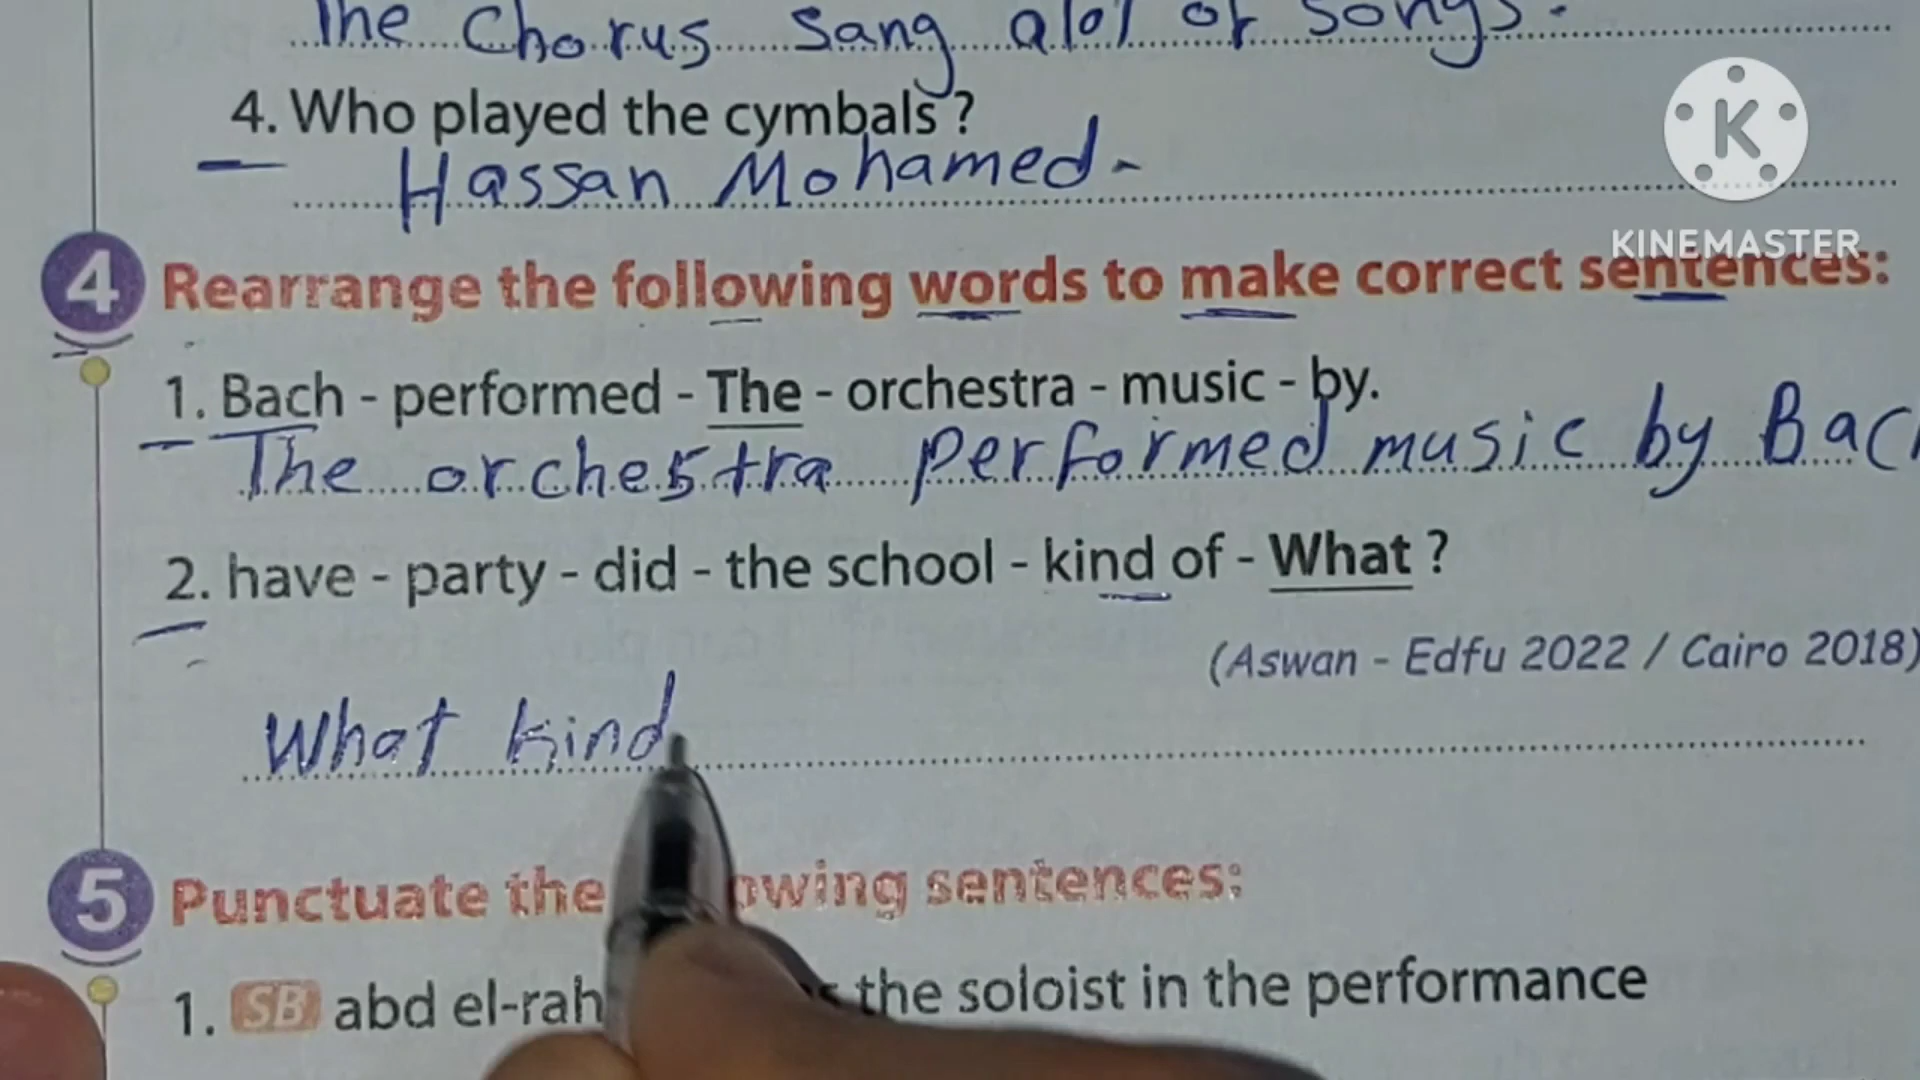 The Chorus sang alot of songs.
4. Who played the cymbals ?
Hassan Mohamed
K
KINEMASTER
4 Rearrange the following words to make correct sentences:
1. Bach - performed - The - orchestra - music - by.
The orchestra performed music by Bach
2. have - party - did - the school - kind of - What ?
(Aswan - Edfu 2022 / Cairo 2018)
What kind
5 Punctuate the sentences:
1. SB abd el-rah the soloist in the performance